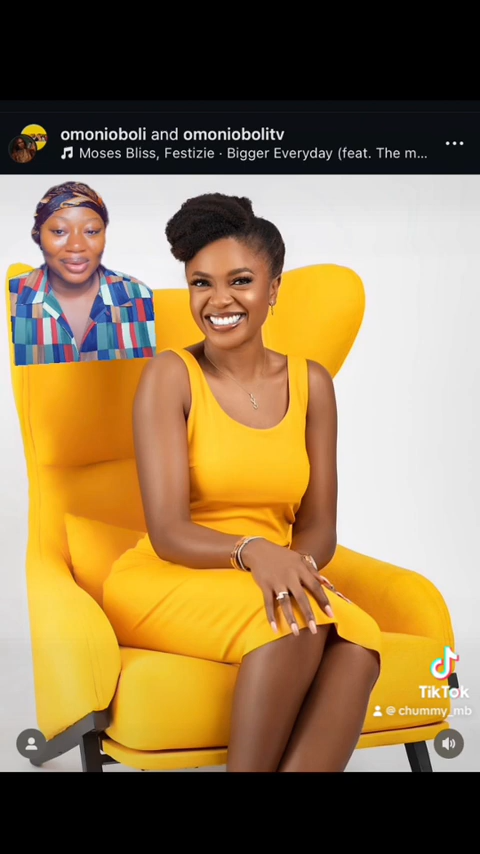 omonioboli and omoniobolitv
Moses Bliss, Festizie · Bigger Everyday (feat. The m...
TikTok
@chummy_mb